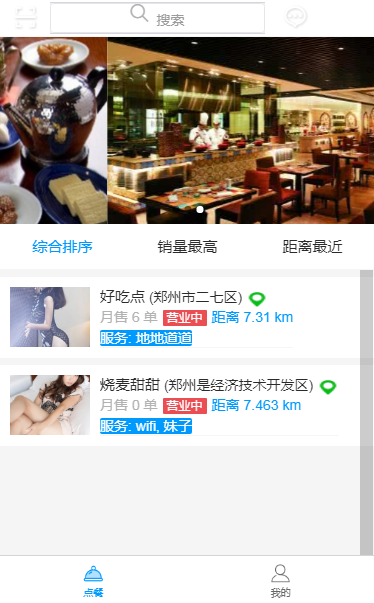 搜索
综合排序 销量最高 距离最近
好吃点 (郑州市二七区)
月售 6 单 营业中 距离 7.31 km
服务: 地地道道
烧麦甜甜 (郑州是经济技术开发区)
月售 0 单 营业中 距离 7.463 km
服务: wifi, 妹子
点餐 我的